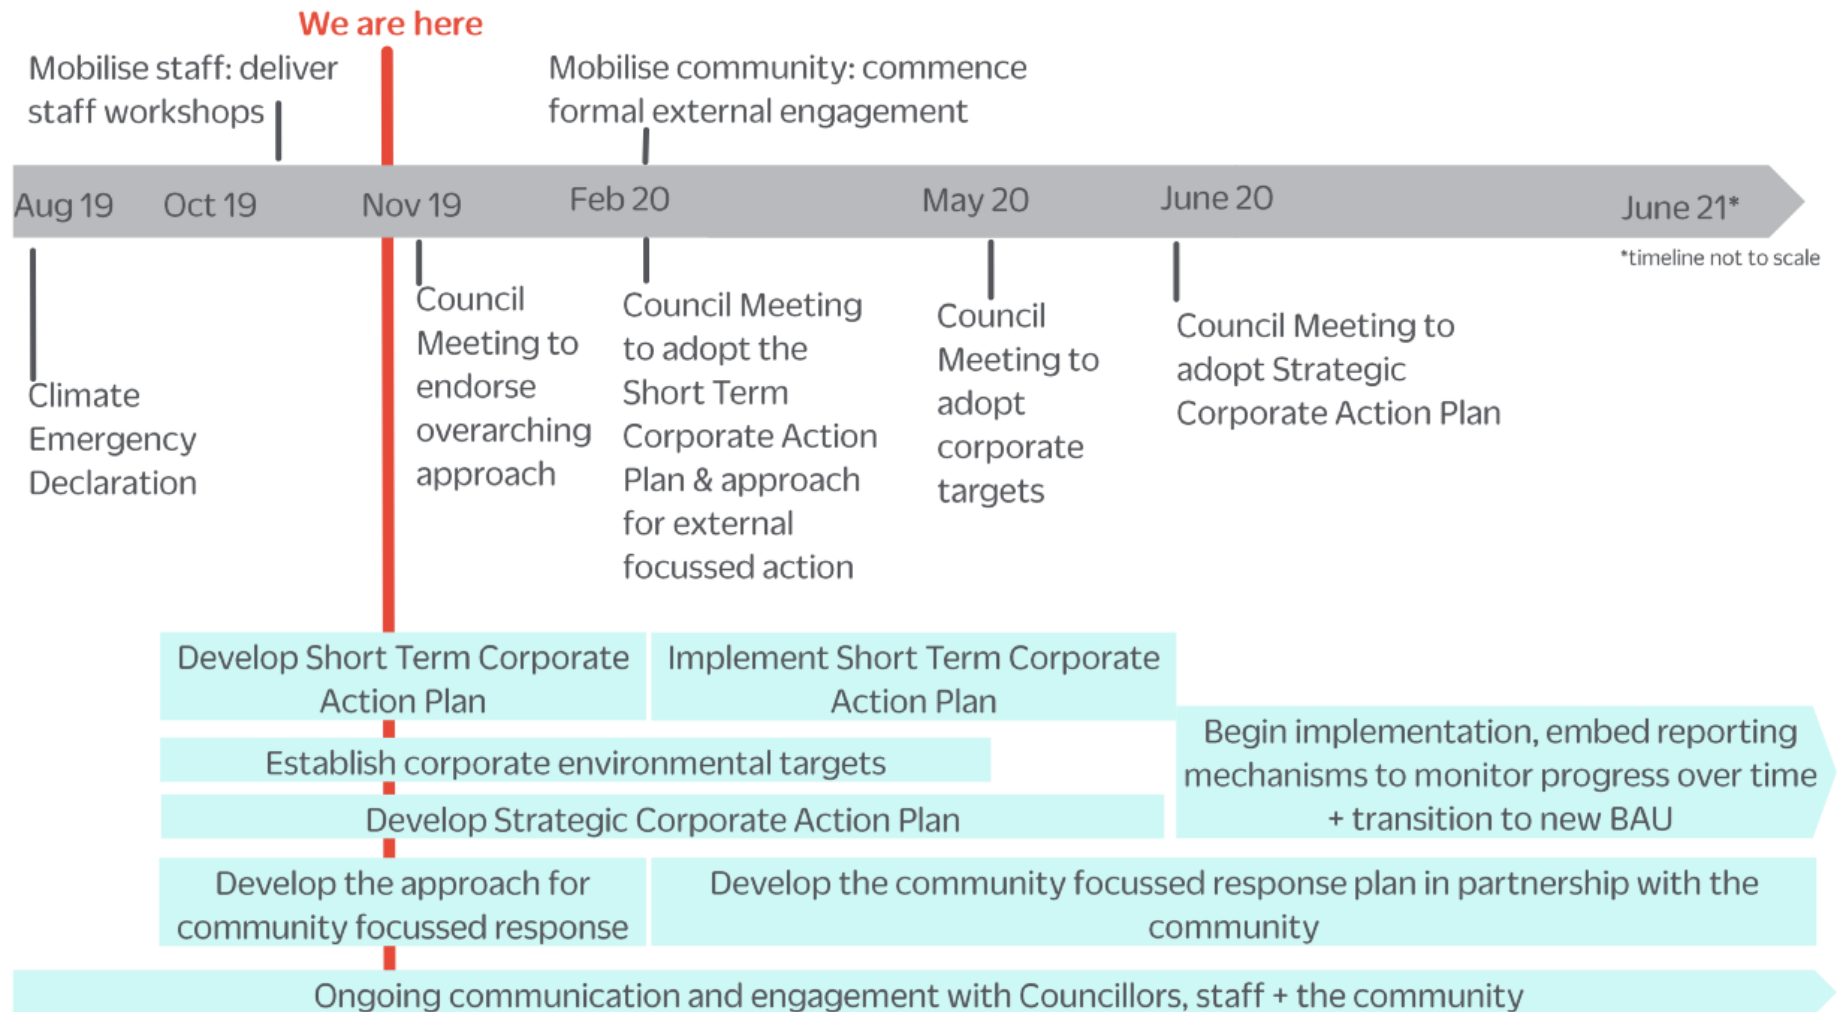 We are here
Mobilise staff: deliver
staff workshops
Mobilise community: commence
formal external engagement
Aug 19
Oct 19
Nov 19
Feb 20
May 20
June 20
June 21*
*timeline not to scale
Climate
Emergency
Declaration
Council
Meeting to
endorse
overarching
approach
Council Meeting
to adopt the
Short Term
Corporate Action
Plan & approach
for external
focussed action
Council
Meeting to
adopt
corporate
targets
Council Meeting to
adopt Strategic
Corporate Action Plan
Develop Short Term Corporate
Action Plan
Implement Short Term Corporate
Action Plan
Establish corporate environmental targets
Develop Strategic Corporate Action Plan
Begin implementation, embed reporting
mechanisms to monitor progress over time
+ transition to new BAU
Develop the approach for
community focussed response
Develop the community focussed response plan in partnership with the
community
Ongoing communication and engagement with Councillors, staff + the community